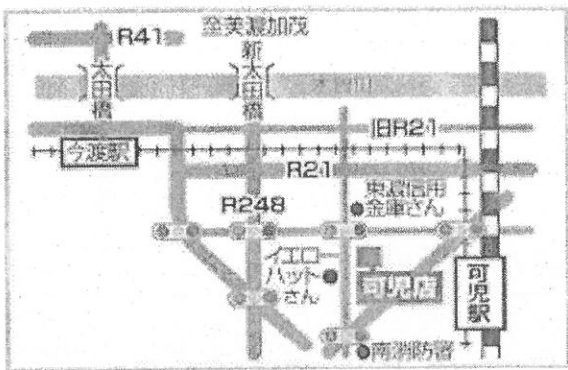 R41
至美濃加茂
太田橋
新太田橋
旧R21
今渡駅
R21
東濃信用
金庫さん
R248
イエロー
ハット
さん
可児店
可児駅
南消防署